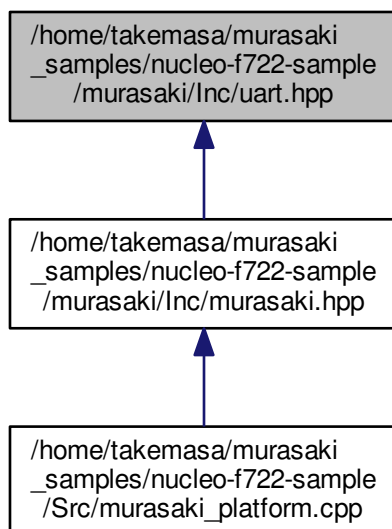 /home/takemasa/murasaki
_samples/nucleo-f722-sample
/murasaki/Inc/uart.hpp
/home/takemasa/murasaki
_samples/nucleo-f722-sample
/murasaki/Inc/murasaki.hpp
/home/takemasa/murasaki
_samples/nucleo-f722-sample
/Src/murasaki_platform.cpp